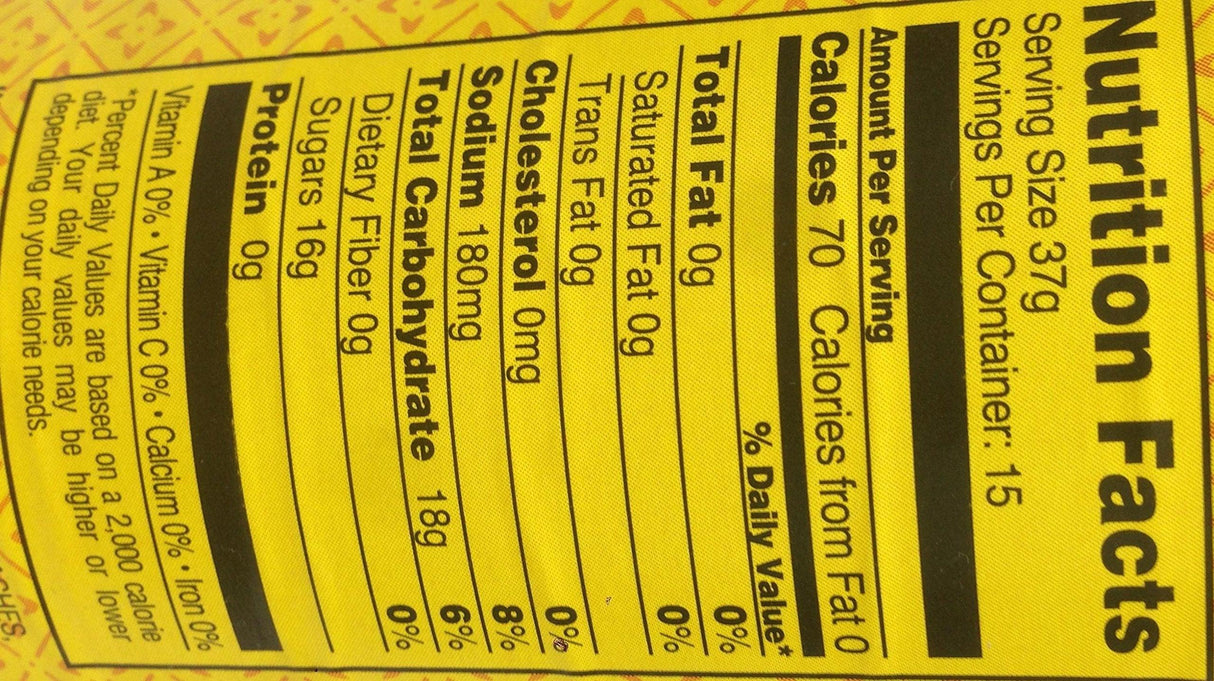 Nutrition Facts
Serving Size 37g
Servings Per Container: 15
Amount Per Serving
Calories 70 Calories from Fat 0
% Daily Value*
Total Fat 0g 0%
Saturated Fat 0g 0%
Trans Fat 0g
Cholesterol 0mg 0%
Sodium 180mg 8%
Total Carbohydrate 18g 6%
Dietary Fiber 0g 0%
Sugars 16g
Protein 0g
Vitamin A 0% • Vitamin C 0% • Calcium 0% • Iron 0%
*Percent Daily Values are based on a 2,000 calorie
diet. Your daily values may be higher or lower
depending on your calorie needs.